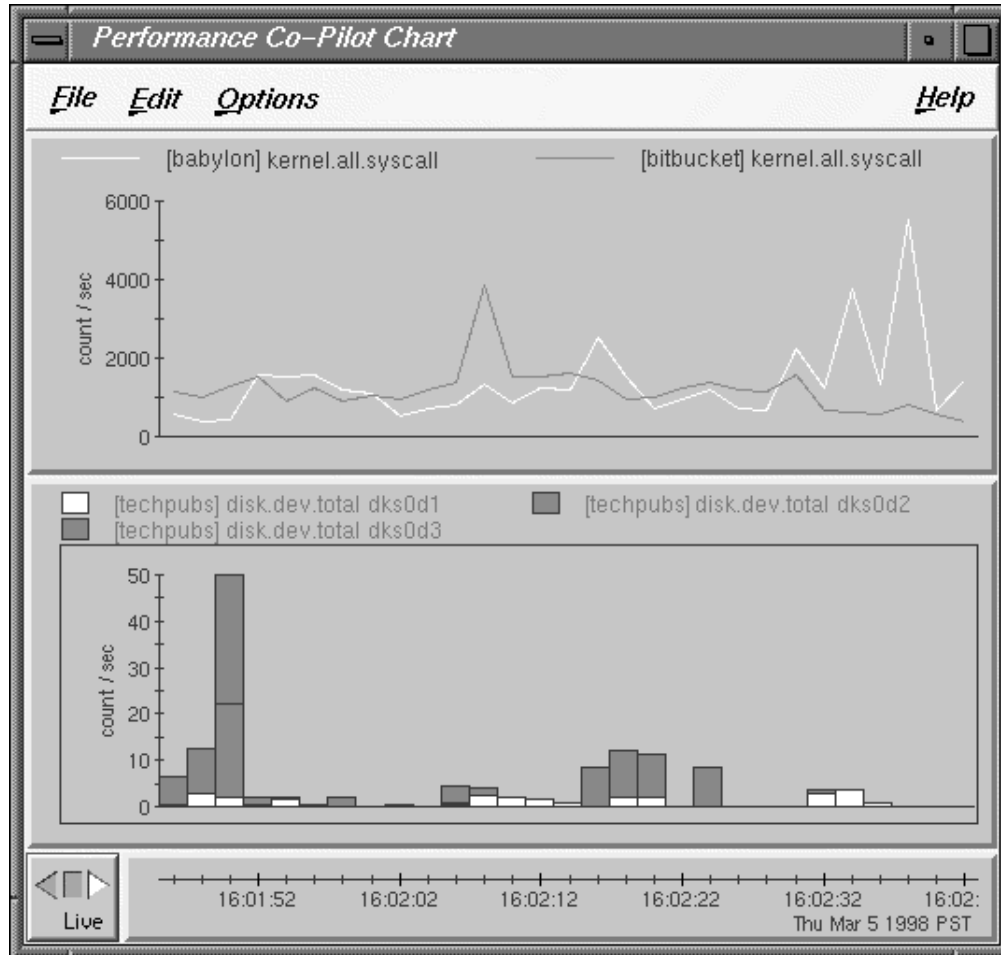 Performance Co-Pilot Chart
File Edit Options Help
[babylon] kernel.all.syscall [bitbucket] kernel.all.syscall
6000
4000
2000
0
count / sec
[techpubs] disk.dev.total dks0d1 [techpubs] disk.dev.total dks0d2
[techpubs] disk.dev.total dks0d3
50
40
30
20
10
0
count / sec
Live
16:01:52 16:02:02 16:02:12 16:02:22 16:02:32 16:02:
Thu Mar 5 1998 PST